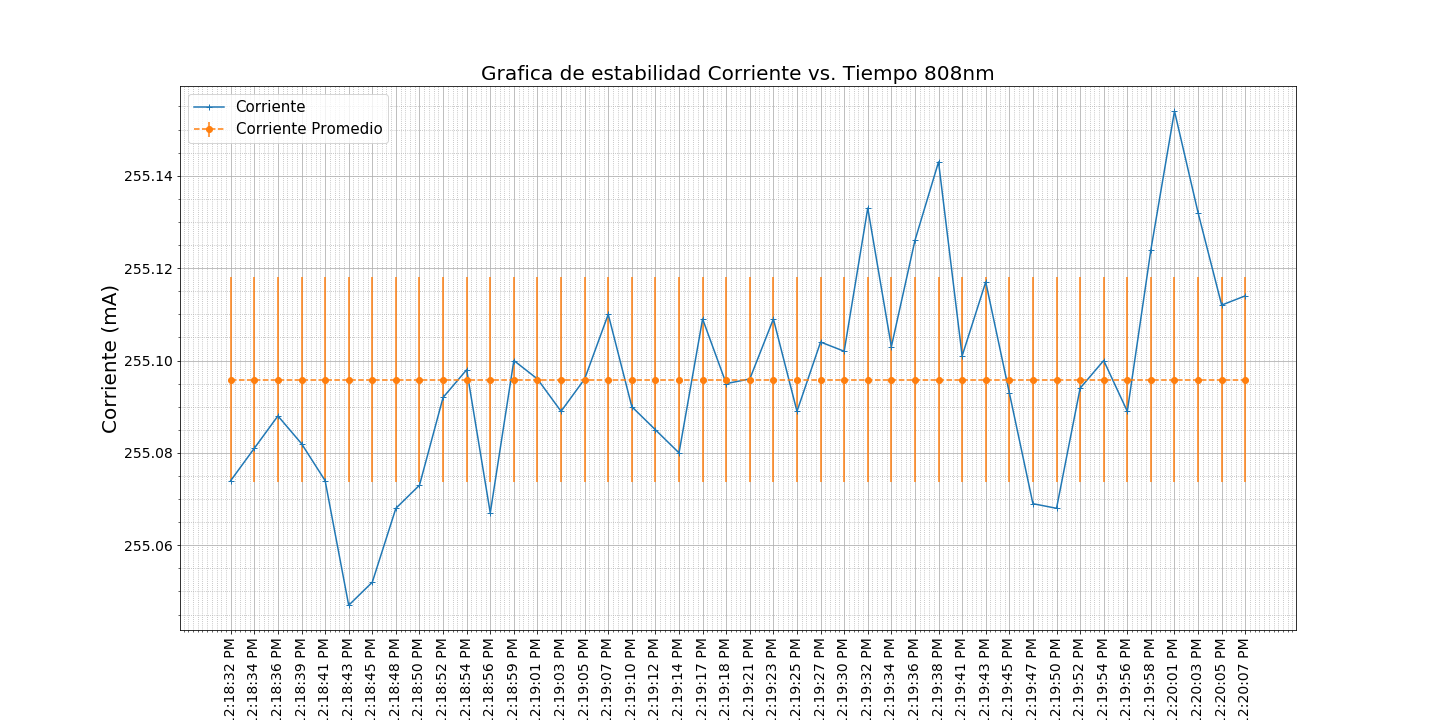 Grafica de estabilidad Corriente vs. Tiempo 808nm
Corriente
Corriente Promedio
Corriente (mA)
255.14
255.12
255.10
255.08
255.06
2:18:32 PM
2:18:34 PM
2:18:36 PM
2:18:39 PM
2:18:41 PM
2:18:43 PM
2:18:45 PM
2:18:48 PM
2:18:50 PM
2:18:52 PM
2:18:54 PM
2:18:56 PM
2:18:59 PM
2:19:01 PM
2:19:03 PM
2:19:05 PM
2:19:07 PM
2:19:10 PM
2:19:12 PM
2:19:14 PM
2:19:17 PM
2:19:18 PM
2:19:21 PM
2:19:23 PM
2:19:25 PM
2:19:27 PM
2:19:30 PM
2:19:32 PM
2:19:34 PM
2:19:36 PM
2:19:38 PM
2:19:41 PM
2:19:43 PM
2:19:45 PM
2:19:47 PM
2:19:50 PM
2:19:52 PM
2:19:54 PM
2:19:56 PM
2:19:58 PM
2:20:01 PM
2:20:03 PM
2:20:05 PM
2:20:07 PM